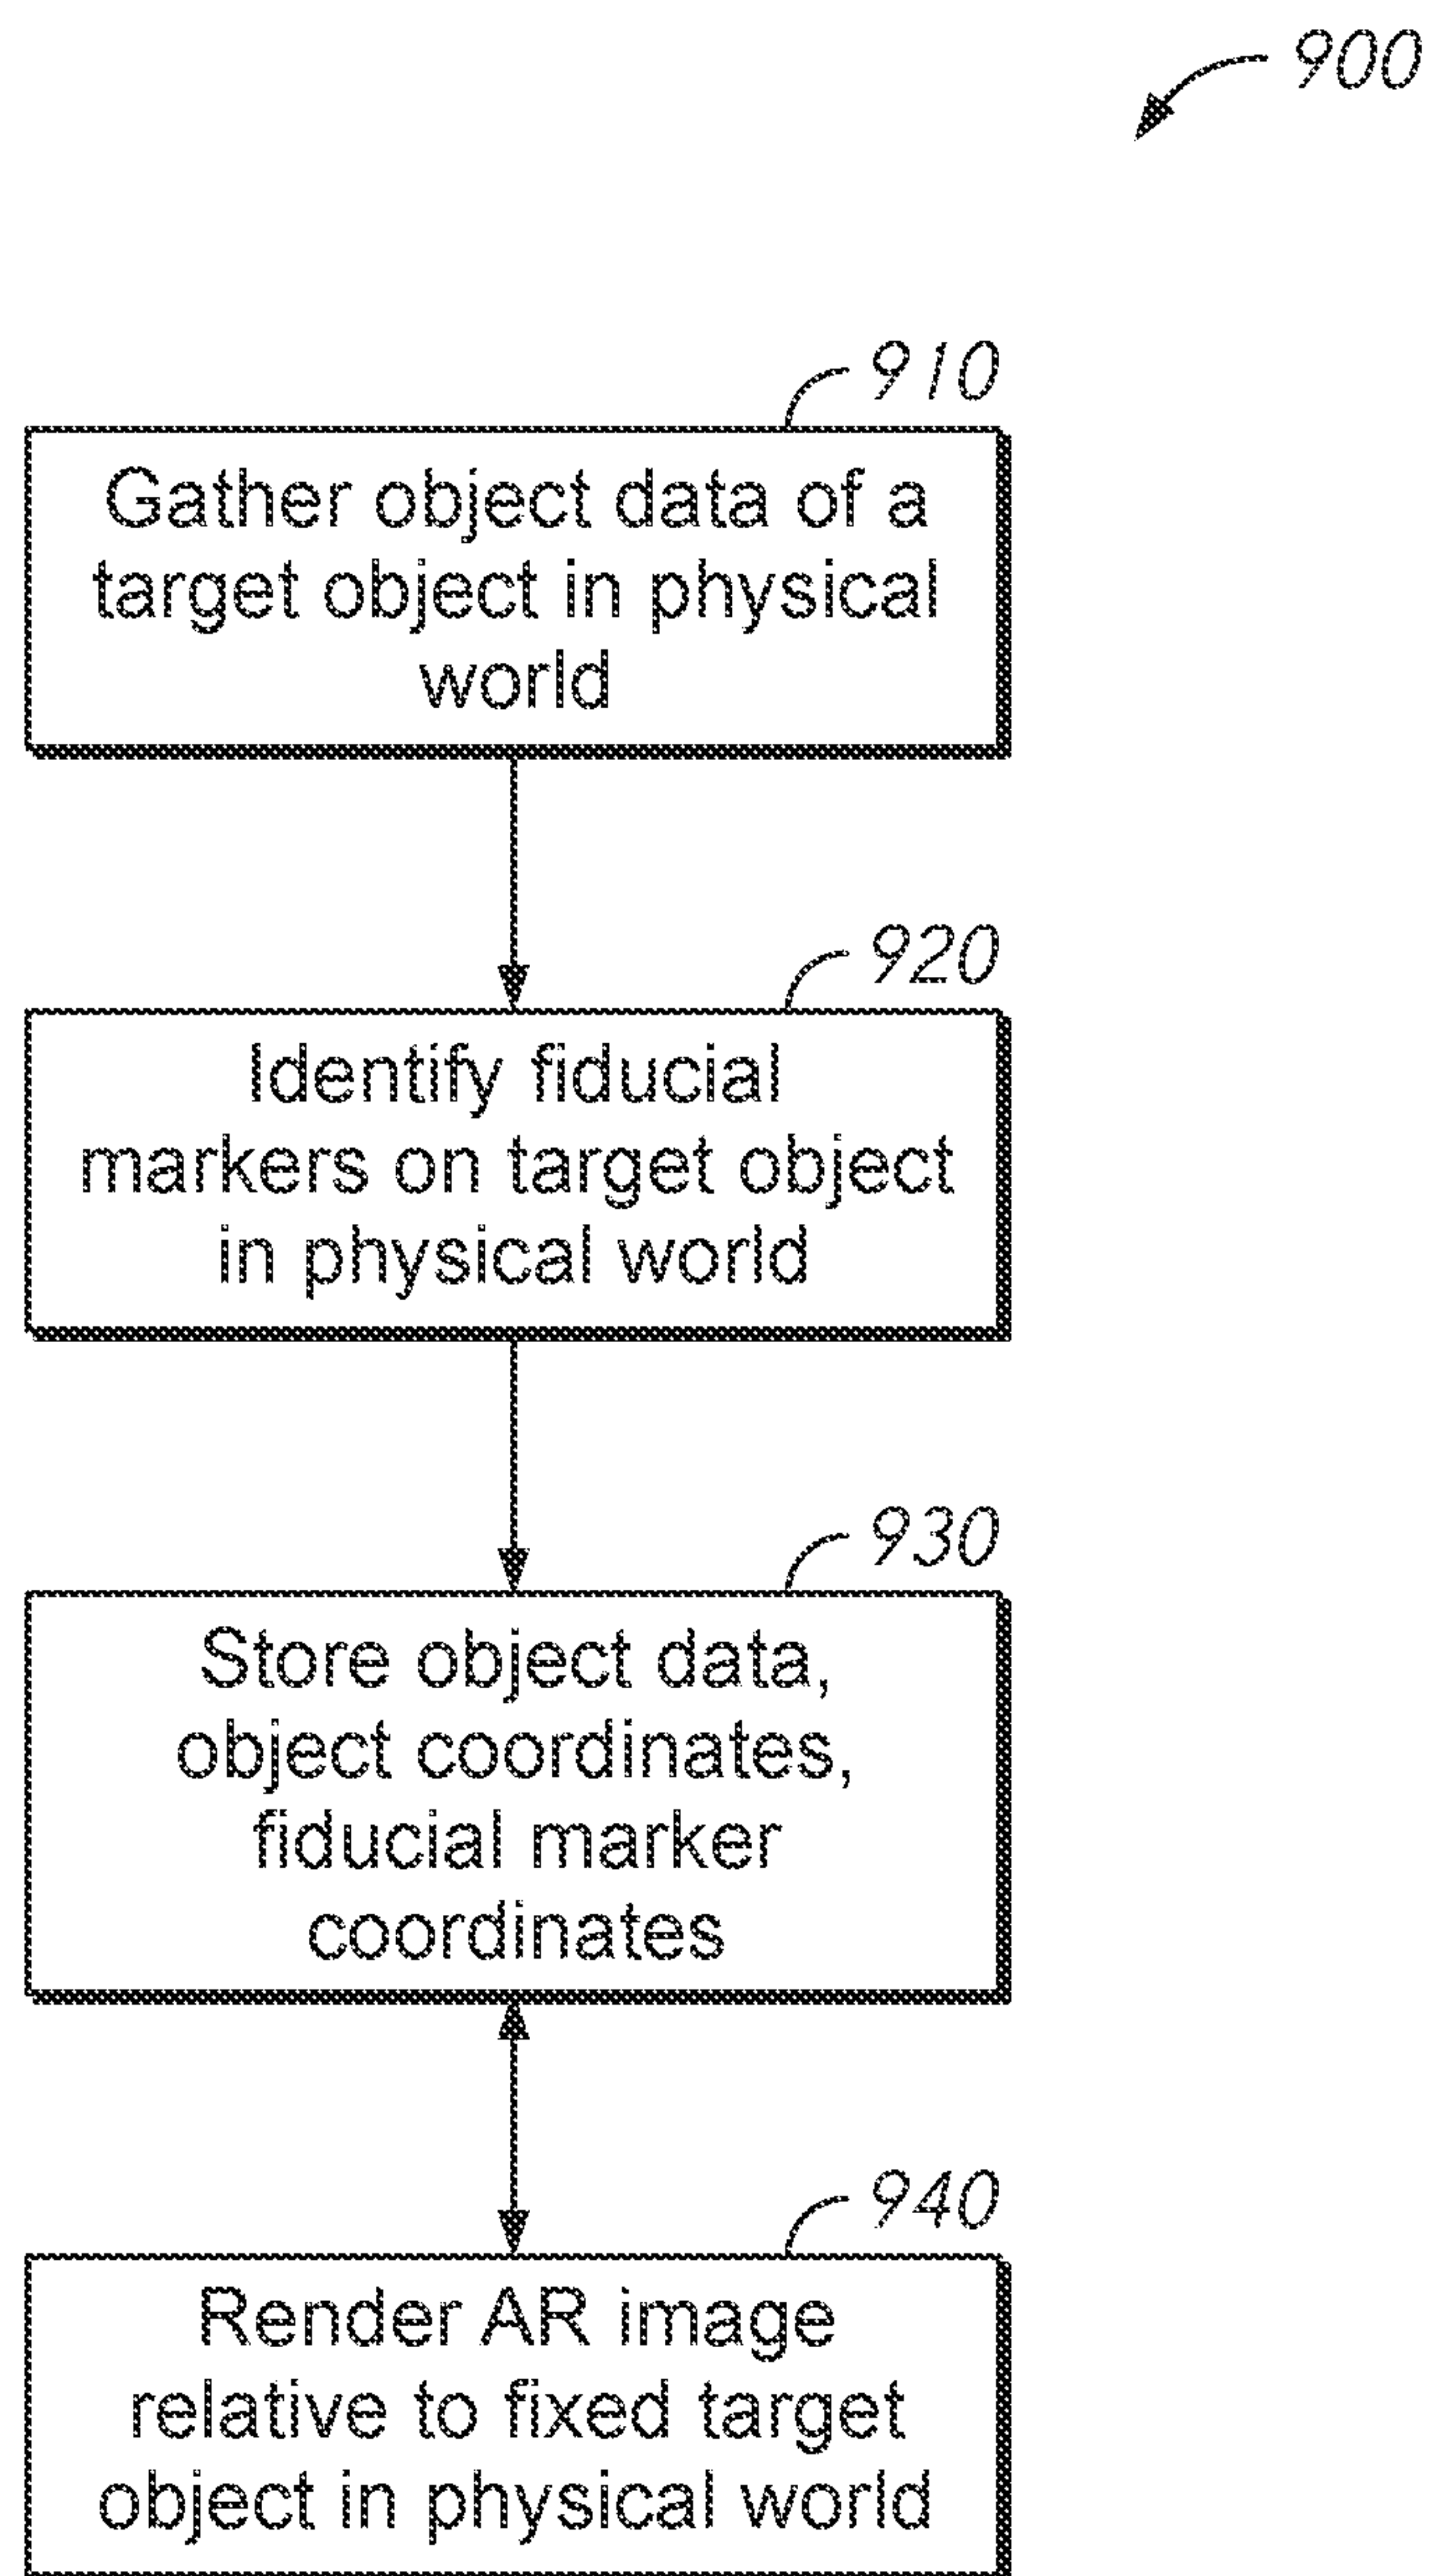 900
910
Gather object data of a
target object in physical
world
920
Identify fiducial
markers on target object
in physical world
930
Store object data,
object coordinates,
fiducial marker
coordinates
940
Render AR image
relative to fixed target
object in physical world